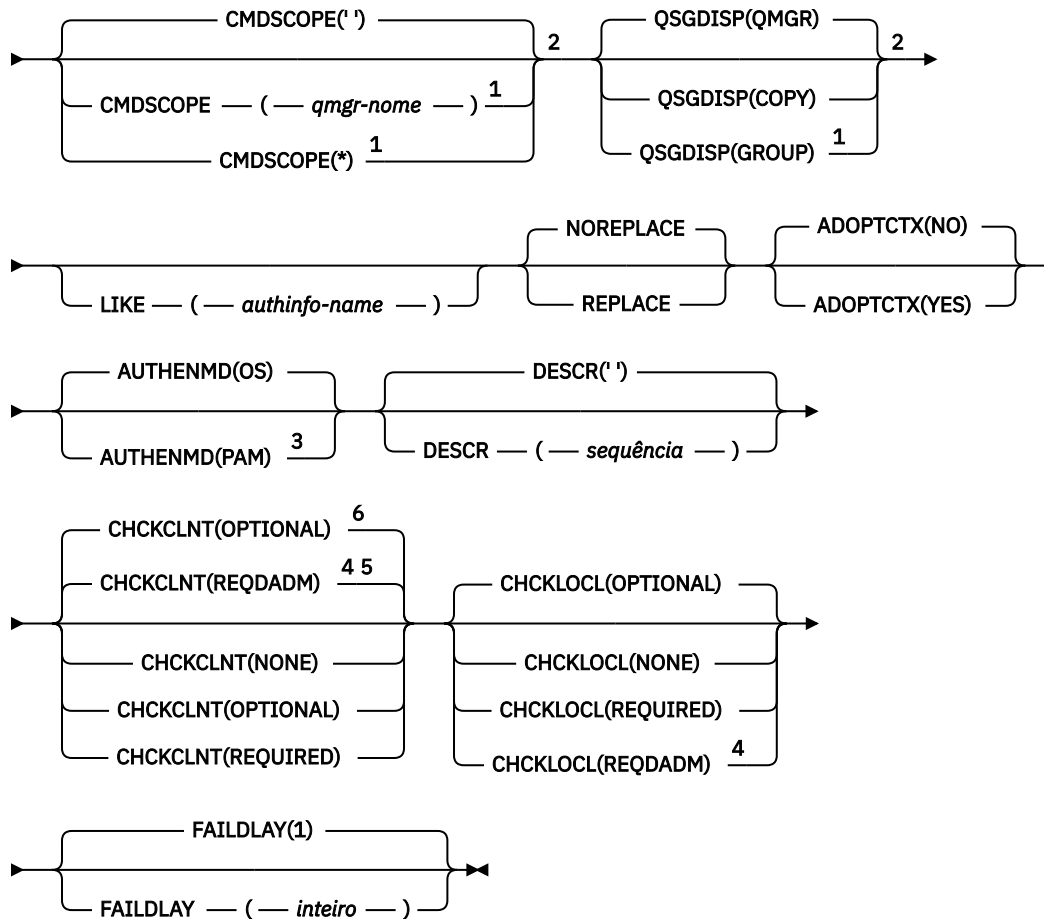 CMDSCOPE(' ')
2
CMDSCOPE ( qmgr-nome ) 1
CMDSCOPE(*) 1
QSGDISP(QMGR)
2
QSGDISP(COPY)
QSGDISP(GROUP) 1
LIKE ( authinfo-name )
NOREPLACE
REPLACE
ADOPTCTX(NO)
ADOPTCTX(YES)
AUTHENMD(OS)
AUTHENMD(PAM) 3
DESCR(' ')
DESCR ( sequência )
CHCKCLNT(OPTIONAL) 6
CHCKCLNT(REQDADM) 4 5
CHCKCLNT(NONE)
CHCKCLNT(OPTIONAL)
CHCKCLNT(REQUIRED)
CHCKLOCL(OPTIONAL)
CHCKLOCL(NONE)
CHCKLOCL(REQUIRED)
CHCKLOCL(REQDADM) 4
FAILDLAY(1)
FAILDLAY ( inteiro )